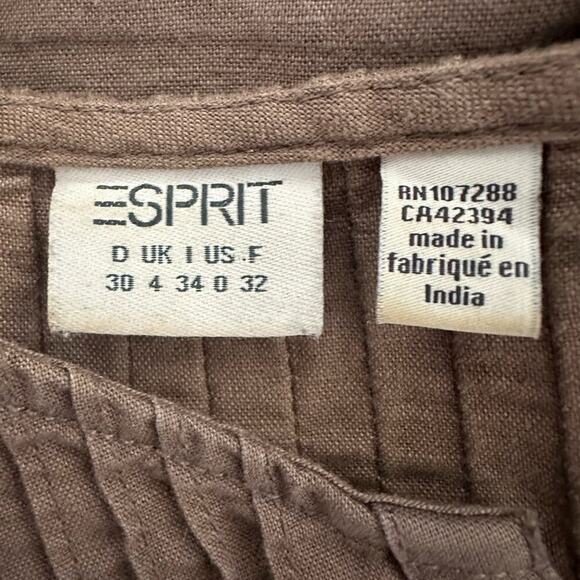 ESPRIT
D UK I US F
30 4 34 0 32
RN107288
CA42394
made in
fabriqué en
India